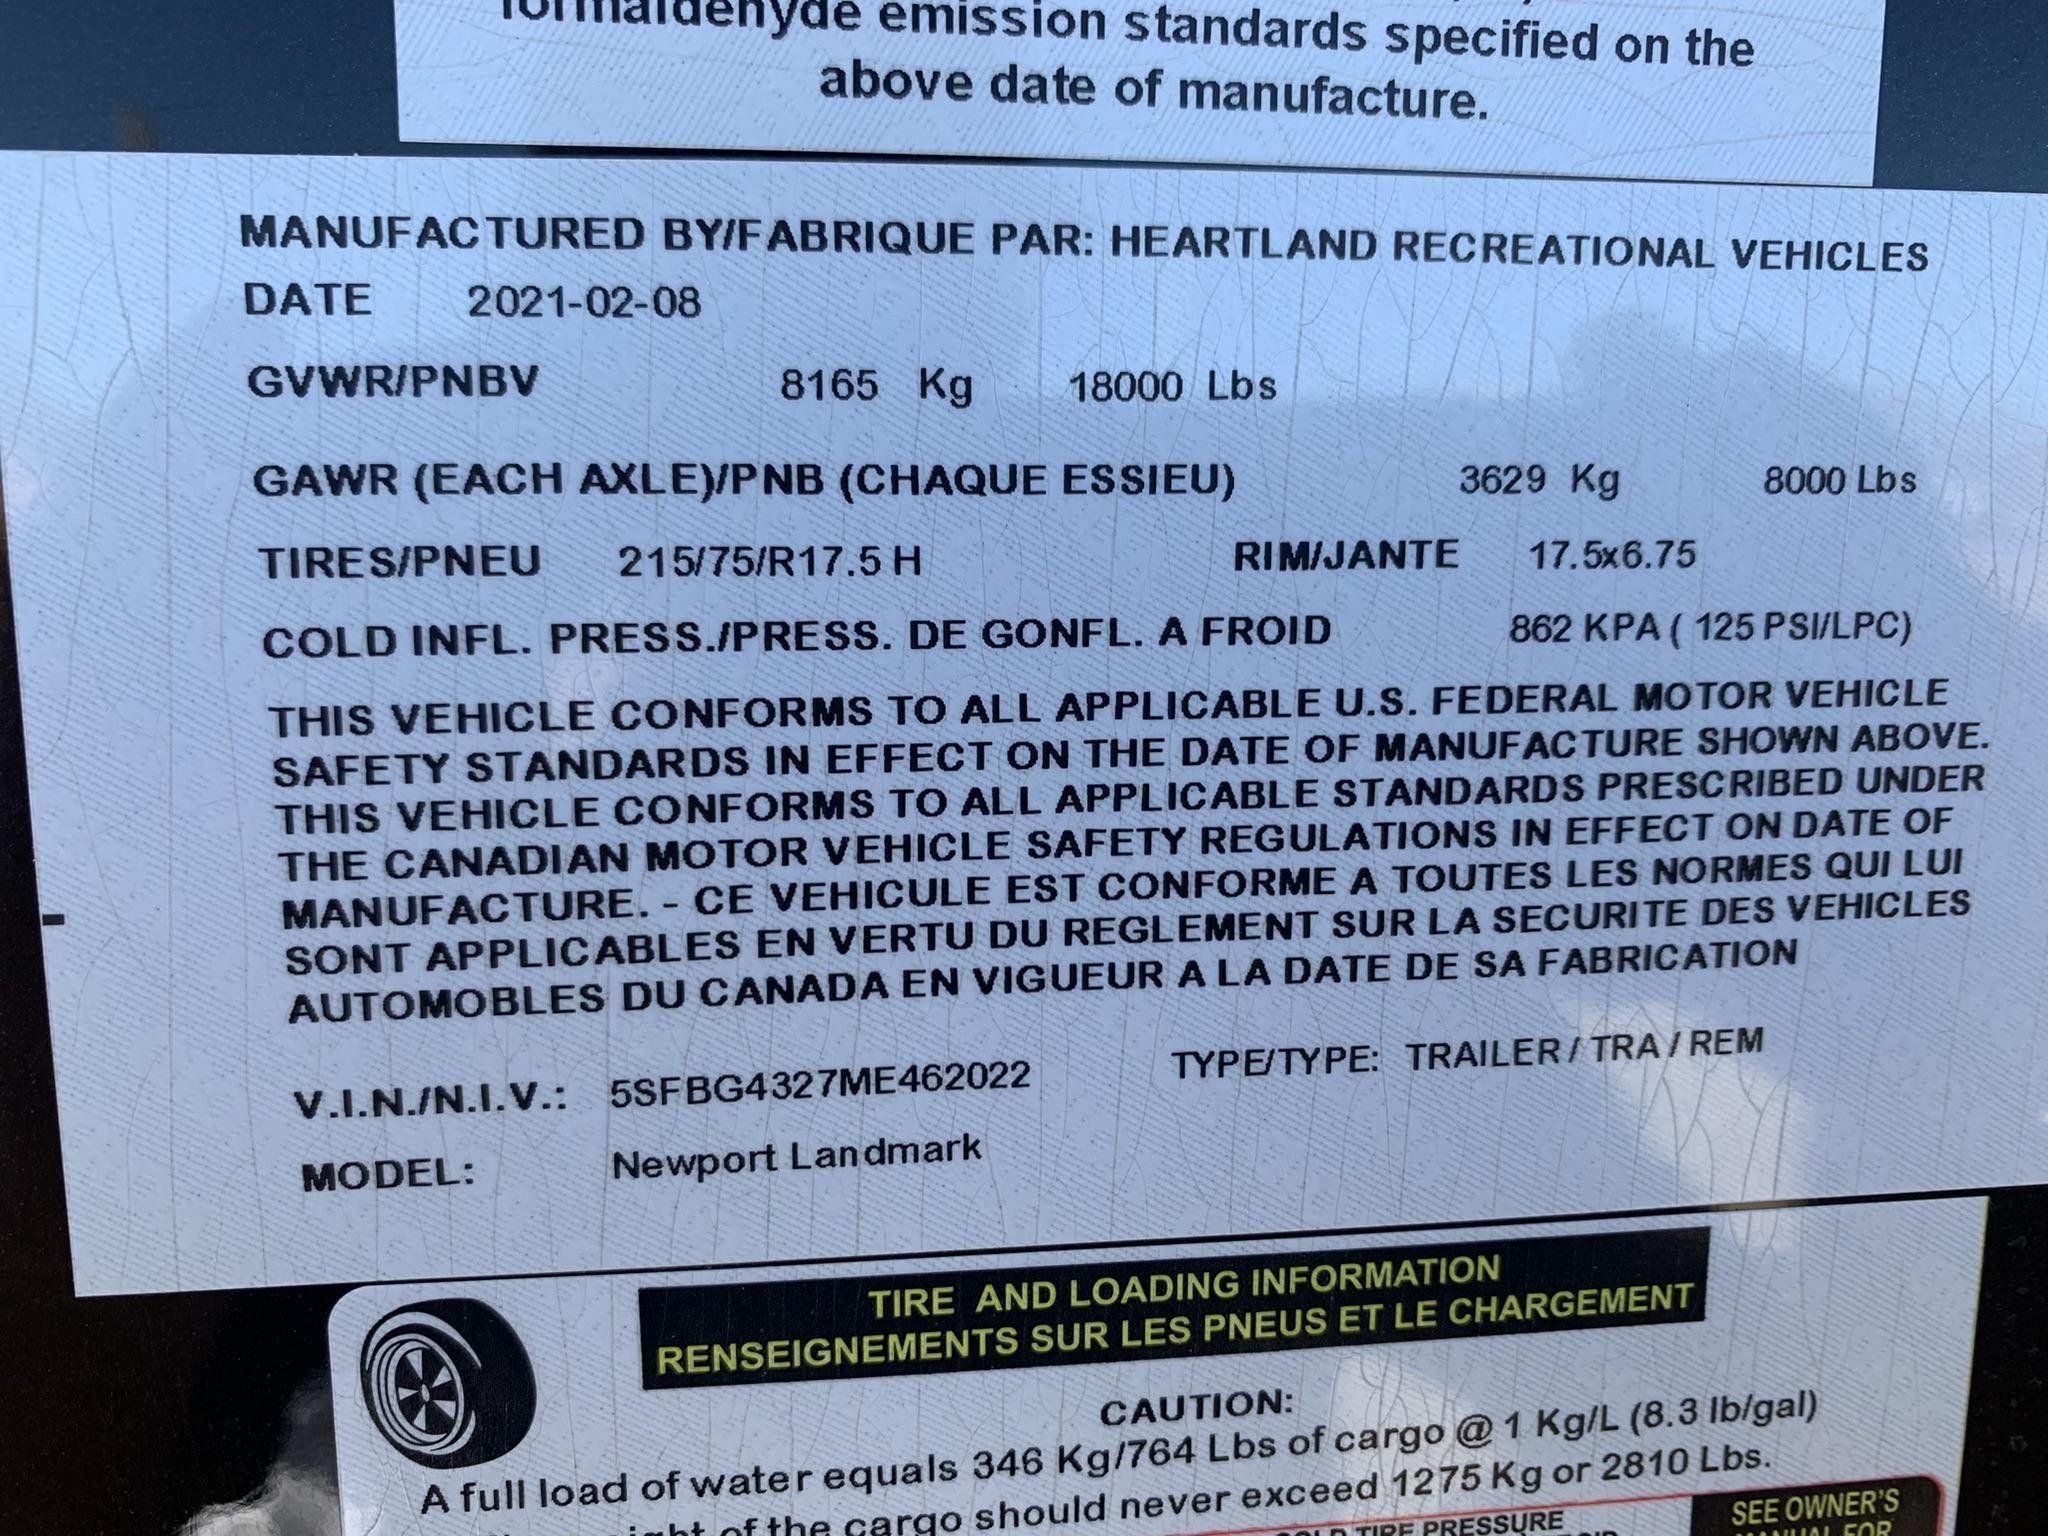 formaldehyde emission standards specified on the
above date of manufacture.
MANUFACTURED BY/FABRIQUE PAR: HEARTLAND RECREATIONAL VEHICLES
DATE 2021-02-08
GVWR/PNBV 8165 Kg 18000 Lbs
GAWR (EACH AXLE)/PNB (CHAQUE ESSIEU) 3629 Kg 8000 Lbs
TIRES/PNEU 215/75/R17.5 H RIM/JANTE 17.5x6.75
COLD INFL. PRESS./PRESS. DE GONFL. A FROID 862 KPA ( 125 PSI/LPC)
THIS VEHICLE CONFORMS TO ALL APPLICABLE U.S. FEDERAL MOTOR VEHICLE
SAFETY STANDARDS IN EFFECT ON THE DATE OF MANUFACTURE SHOWN ABOVE.
THIS VEHICLE CONFORMS TO ALL APPLICABLE STANDARDS PRESCRIBED UNDER
THE CANADIAN MOTOR VEHICLE SAFETY REGULATIONS IN EFFECT ON DATE OF
MANUFACTURE. - CE VEHICULE EST CONFORME A TOUTES LES NORMES QUI LUI
SONT APPLICABLES EN VERTU DU REGLEMENT SUR LA SECURITE DES VEHICLES
AUTOMOBLES DU CANADA EN VIGUEUR A LA DATE DE SA FABRICATION
V.I.N./N.I.V.: 5SFBG4327ME462022 TYPE/TYPE: TRAILER / TRA / REM
MODEL: Newport Landmark
TIRE AND LOADING INFORMATION
RENSEIGNEMENTS SUR LES PNEUS ET LE CHARGEMENT
CAUTION:
A full load of water equals 346 Kg/764 Lbs of cargo @ 1 Kg/L (8.3 lb/gal)
of the cargo should never exceed 1275 Kg or 2810 Lbs.
TIRE PRESSURE
SEE OWNER'S
MANUAL FOR